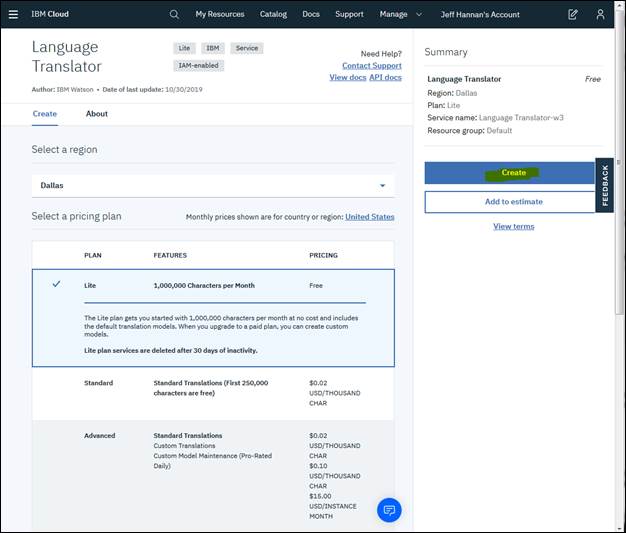 IBM Cloud
My Resources
Catalog
Docs
Support
Manage
Jeff Hannan's Account
Language
Translator
Lite
IBM
Service
IAM-enabled
Need Help?
Contact Support
View docs API docs
Author: IBM Watson • Date of last update: 10/30/2019
Create
About
Select a region
Dallas
Select a pricing plan
Monthly prices shown are for country or region: United States
PLAN FEATURES PRICING
Lite 1,000,000 Characters per Month Free
The Lite plan gets you started with 1,000,000 characters per month at no cost and includes
the default translation models. When you upgrade to a paid plan, you can create custom
models.
Lite plan services are deleted after 30 days of inactivity.
Standard Standard Translations (First 250,000 $0.02
characters are free) USD/THOUSAND
CHAR
Advanced Standard Translations $0.02
Custom Translations USD/THOUSAND
Custom Model Maintenance (Pro-Rated CHAR
Daily) $0.10
USD/THOUSAND
CHAR
$15.00
USD/INSTANCE
MONTH
Summary
Language Translator Free
Region: Dallas
Plan: Lite
Service name: Language Translator-w3
Resource group: Default
Create
Add to estimate
View terms
FEEDBACK